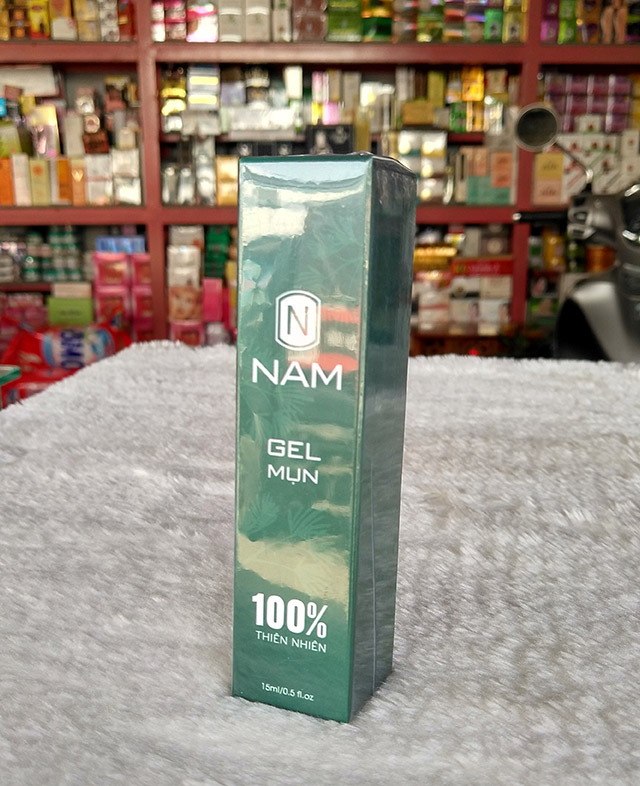 N
NAM
GEL
MỤN
100%
THIÊN NHIÊN
15ml/0.5 fl.oz